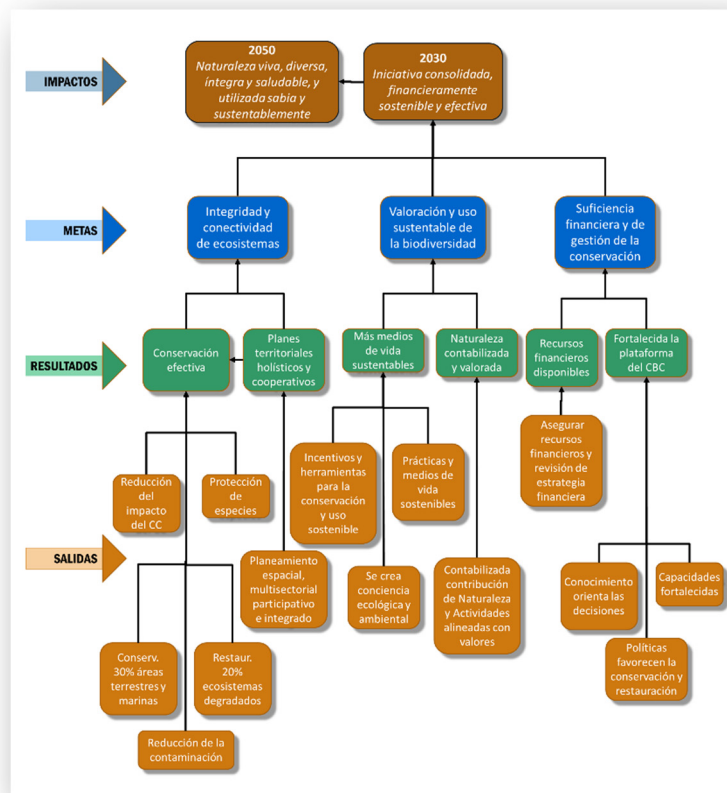 IMPACTOS
2050
Naturaleza viva, diversa,
íntegra y saludable, y
utilizada sabia y
sustentablemente
2030
Iniciativa consolidada,
financieramente
sostenible y efectiva
METAS
Integridad y
conectividad
de ecosistemas
Valoración y uso
sustentable de
la biodiversidad
Suficiencia
financiera y de
gestión de la
conservación
RESULTADOS
Conservación
efectiva
Planes
territoriales
holísticos y
cooperativos
Más medios
de vida
sustentables
Naturaleza
contabilizada
y valorada
Recursos
financieros
disponibles
Fortalecida la
plataforma
del CBC
SALIDAS
Reducción
del
impacto
del CC
Protección
de
especies
Incentivos y
herramientas
para la
conservación
y uso
sostenible
Prácticas y
medios de
vida
sostenibles
Asegurar
recursos
financieros y
revisión de
estrategia
financiera
Planeamiento
espacial,
multisectorial
participativo
e integrado
Se crea
conciencia
ecológica y
ambiental
Contabilizada
contribución
de Naturaleza
y Actividades
alineadas con
valores
Conocimiento
orienta las
decisiones
Capacidades
fortalecidas
Políticas
favorecen la
conservación y
restauración
Conserv.
30% áreas
terrestres y
marinas
Restaur.
20%
ecosistemas
degradados
Reducción de la
contaminación